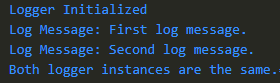 Logger Initialized
Log Message: First log message.
Log Message: Second log message.
Both logger instances are the same.